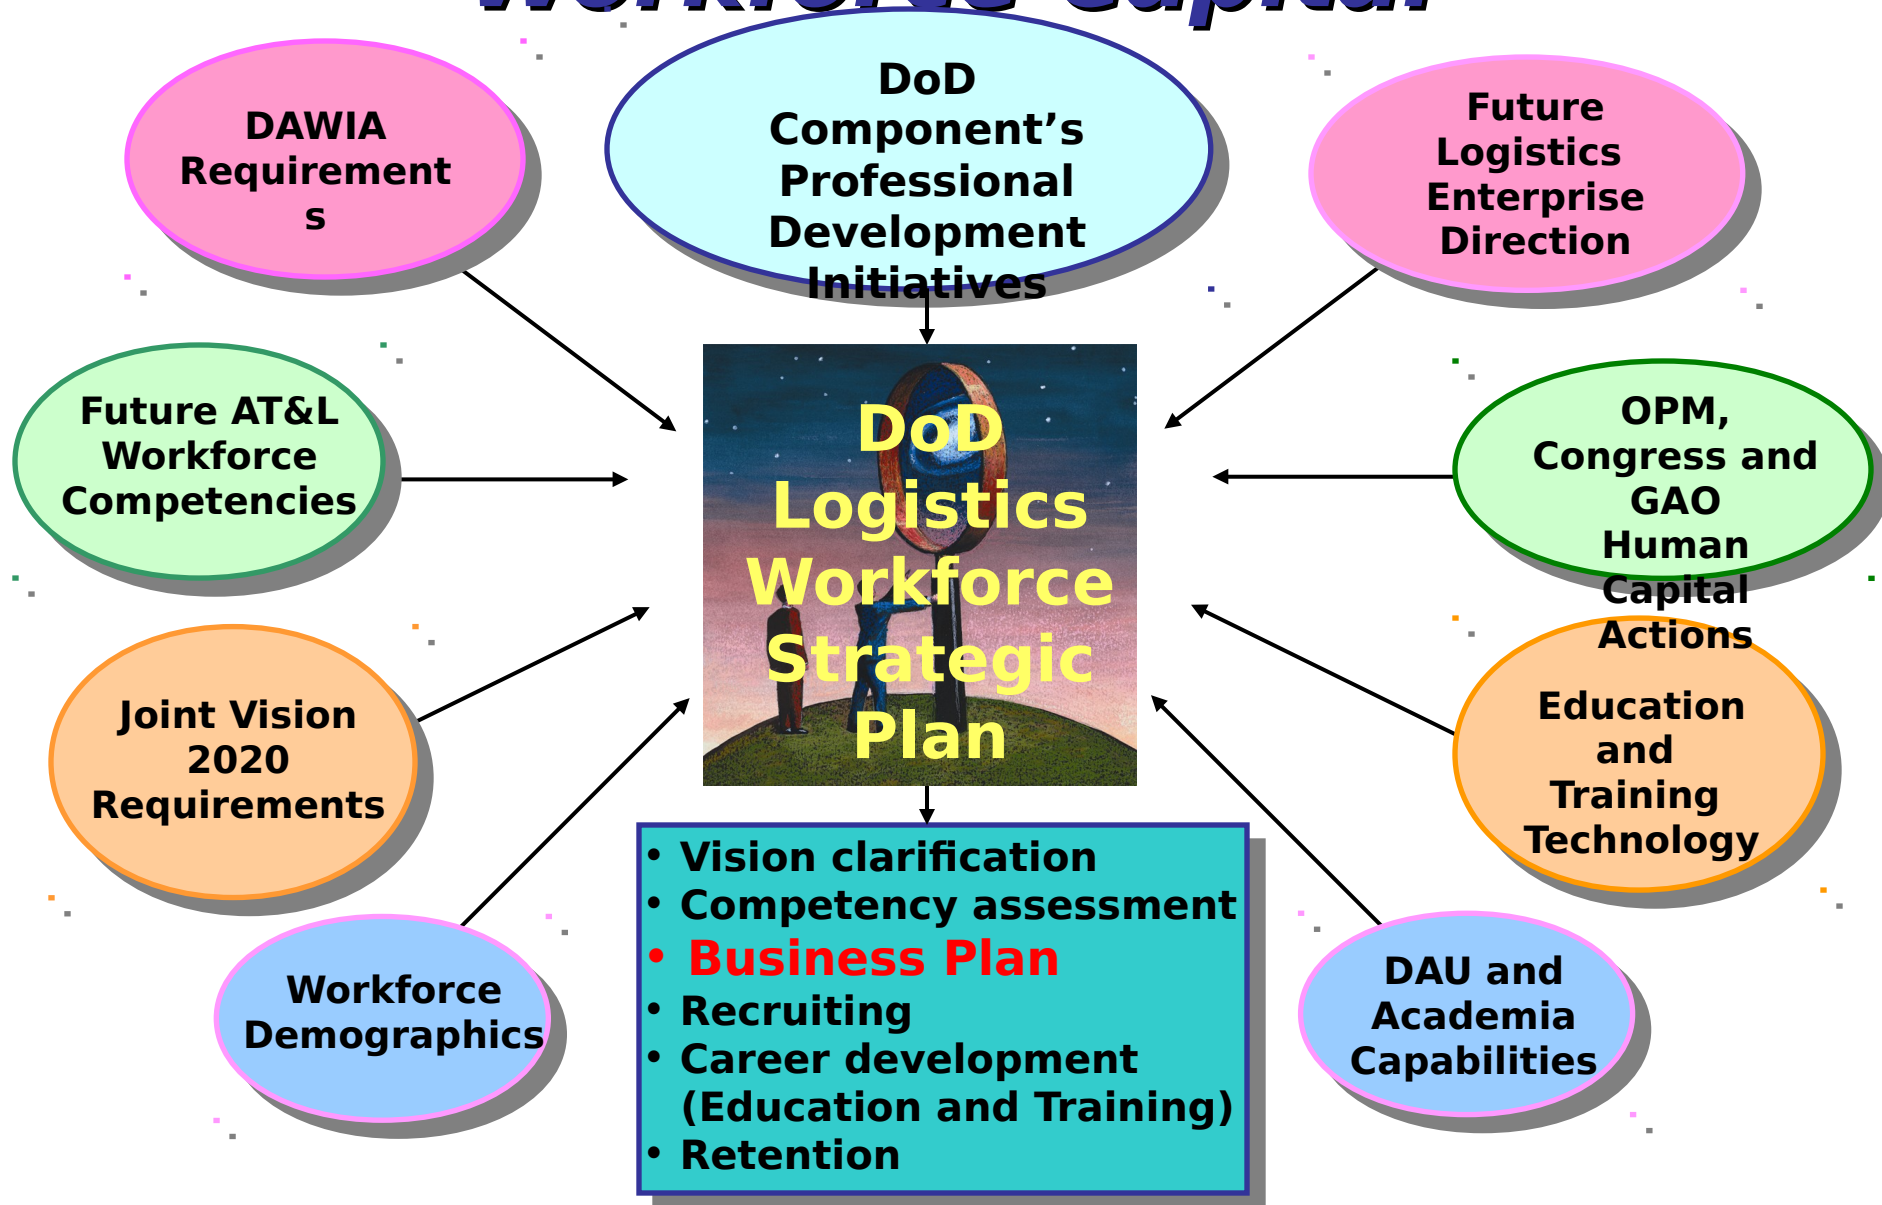 Workforce Capital
DAWIA
Requirement
s
DoD
Component’s
Professional
Development
Initiatives
Future
Logistics
Enterprise
Direction
Future AT&L
Workforce
Competencies
DoD
Logistics
Workforce
Strategic
Plan
OPM,
Congress and
GAO
Human
Capital
Actions
Joint Vision
2020
Requirements
Education
and
Training
Technology
Workforce
Demographics
• Vision clarification
• Competency assessment
• Business Plan
• Recruiting
• Career development
(Education and Training)
• Retention
DAU and
Academia
Capabilities